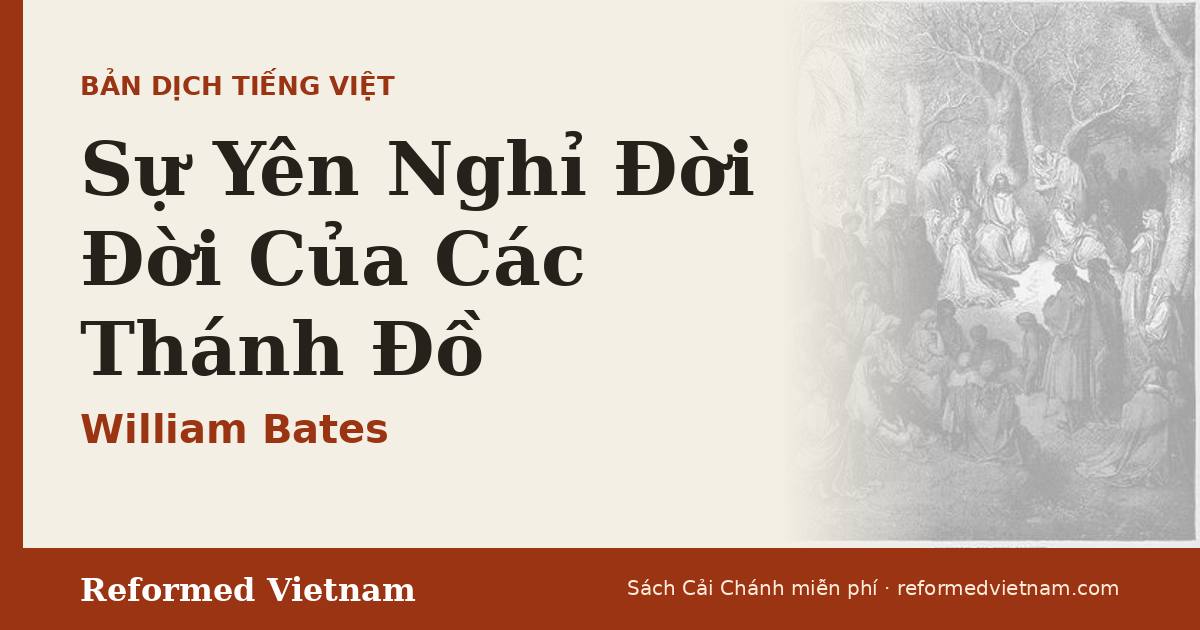 BẢN DỊCH TIẾNG VIỆT
Sự Yên Nghỉ Đời
Đời Của Các
Thánh Đồ
William Bates
Reformed Vietnam
Sách Cải Chánh miễn phí · reformedvietnam.com